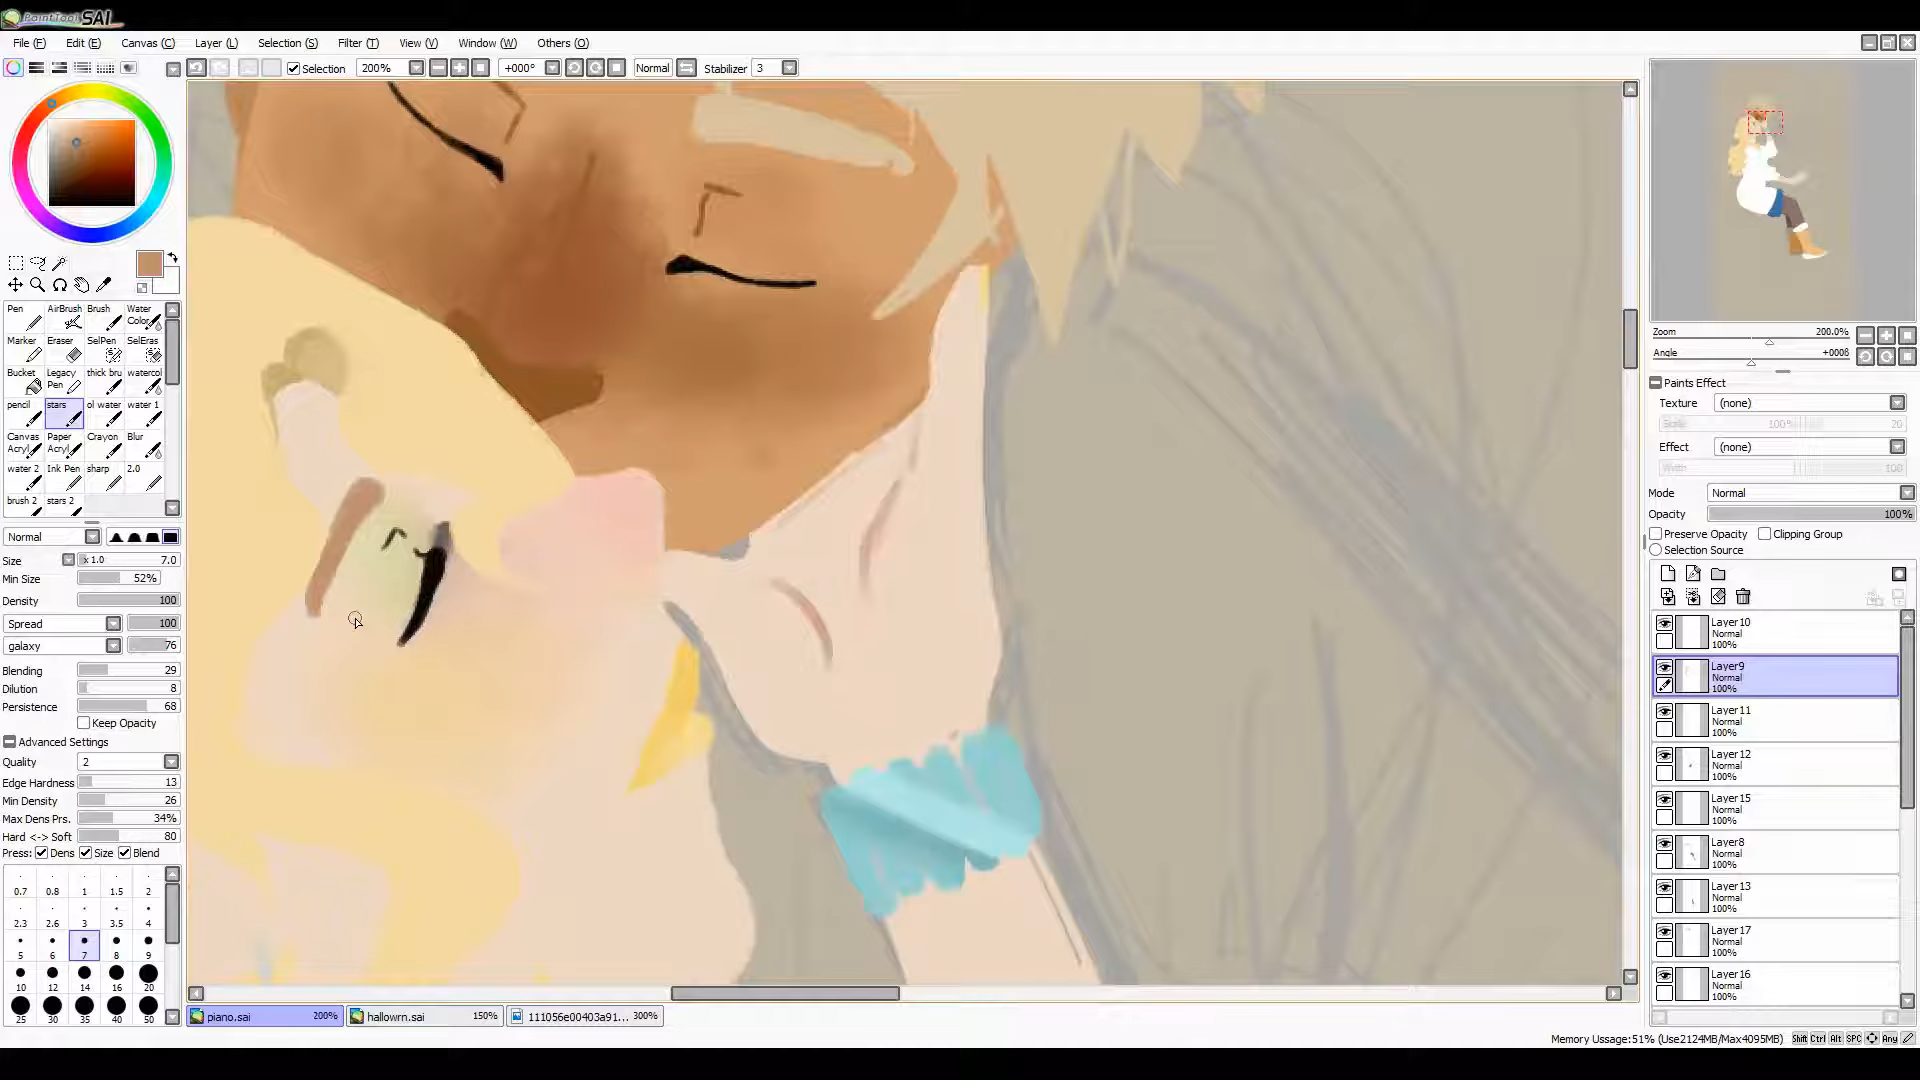 PaintTool SAI
File (F) Edit (E) Canvas (C) Layer (L) Selection (S) Filter (T) View (V) Window (W) Others (O)
Selection 200% +000° Normal Stabilizer 3
Pen AirBrush Brush Water Color
Marker Eraser SelPen SelEras
Bucket Legacy Pen thick bru watercol
pencil stars ol water water 1
Canvas Acryl Paper Acryl Crayon Blur
water 2 Ink Pen sharp 2.0
brush 2 stars 2
Normal
Size x 1.0 7.0
Min Size 52%
Density 100
Spread 100
galaxy 76
Blending 29
Dilution 8
Persistence 68
Keep Opacity
Advanced Settings
Quality 2
Edge Hardness 13
Min Density 26
Max Dens Prs. 34%
Hard <-> Soft 80
Press: Dens Size Blend
0.7 0.8 1 1.5 2
2.3 2.6 3 3.5 4
5 6 7 8 9
10 12 14 16 20
25 30 35 40 50
piano.sai 200% hallowrn.sai 150% 111056e00403a91... 300%
Zoom 200.0%
Angle +000ß
Paints Effect
Texture (none)
Scale 100% 20
Effect (none)
Width 100
Mode Normal
Opacity 100%
Preserve Opacity Clipping Group
Selection Source
Layer10
Normal
100%
Layer9
Normal
100%
Layer11
Normal
100%
Layer12
Normal
100%
Layer15
Normal
100%
Layer8
Normal
100%
Layer13
Normal
100%
Layer17
Normal
100%
Layer16
Normal
100%
Memory Ussage:51% (Use2124MB/Max4095MB) Shift Ctrl Alt SPC Any